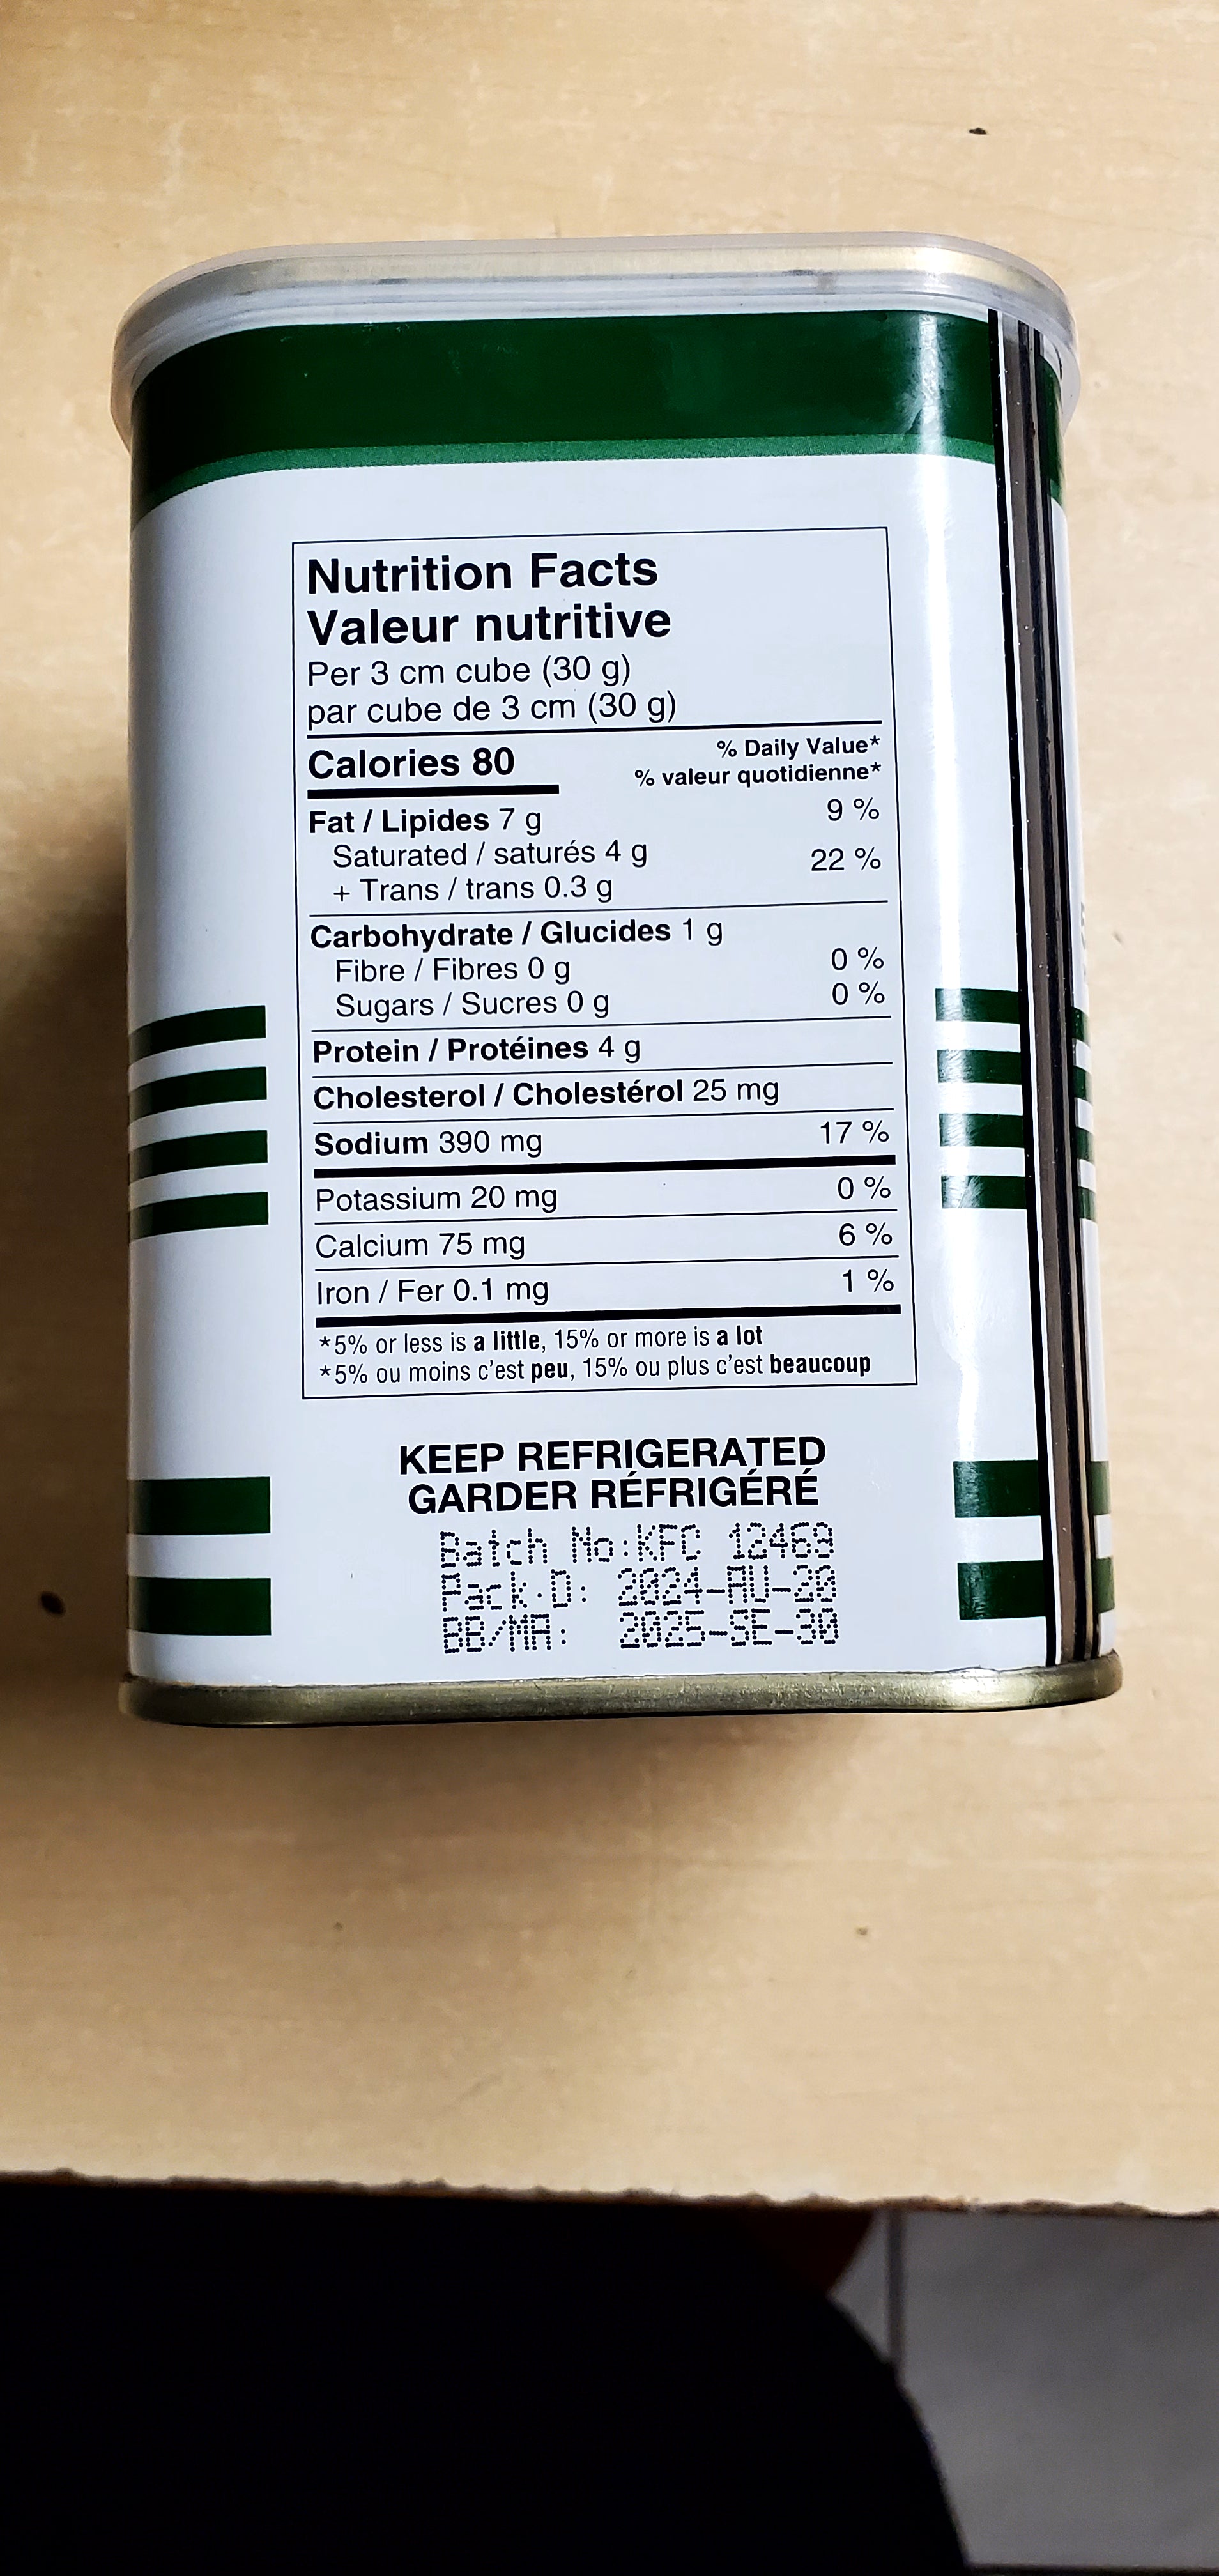 Nutrition Facts
Valeur nutritive
Per 3 cm cube (30 g)
par cube de 3 cm (30 g)
Calories 80
% Daily Value*
% valeur quotidienne*
Fat / Lipides 7 g 9 %
Saturated / saturés 4 g
+ Trans / trans 0.3 g 22 %
Carbohydrate / Glucides 1 g
Fibre / Fibres 0 g 0 %
Sugars / Sucres 0 g 0 %
Protein / Protéines 4 g
Cholesterol / Cholestérol 25 mg
Sodium 390 mg 17 %
Potassium 20 mg 0 %
Calcium 75 mg 6 %
Iron / Fer 0.1 mg 1 %
*5% or less is a little, 15% or more is a lot
*5% ou moins c'est peu, 15% ou plus c'est beaucoup
KEEP REFRIGERATED
GARDER RÉFRIGÉRÉ
Batch No:KFC 12469
Pack.D: 2024-AU-20
BB/MA: 2025-SE-30